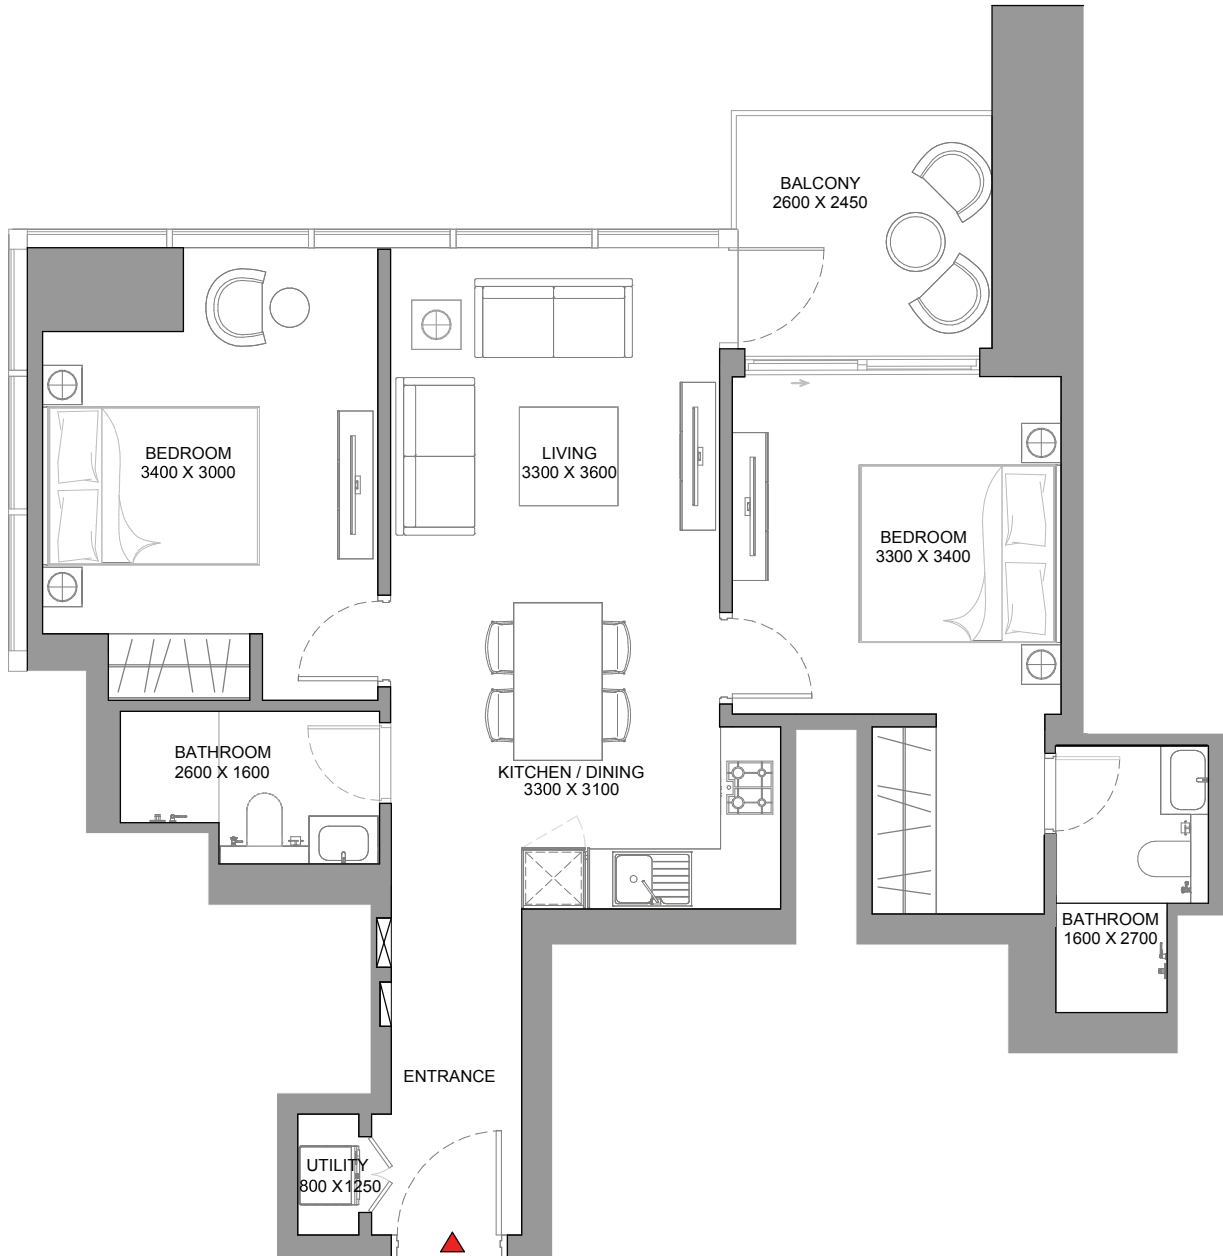 BALCONY
2600 X 2450
BEDROOM
3400 X 3000
LIVING
3300 X 3600
BEDROOM
3300 X 3400
BATHROOM
2600 X 1600
KITCHEN / DINING
3300 X 3100
BATHROOM
1600 X 2700
ENTRANCE
UTILITY
800 X1250